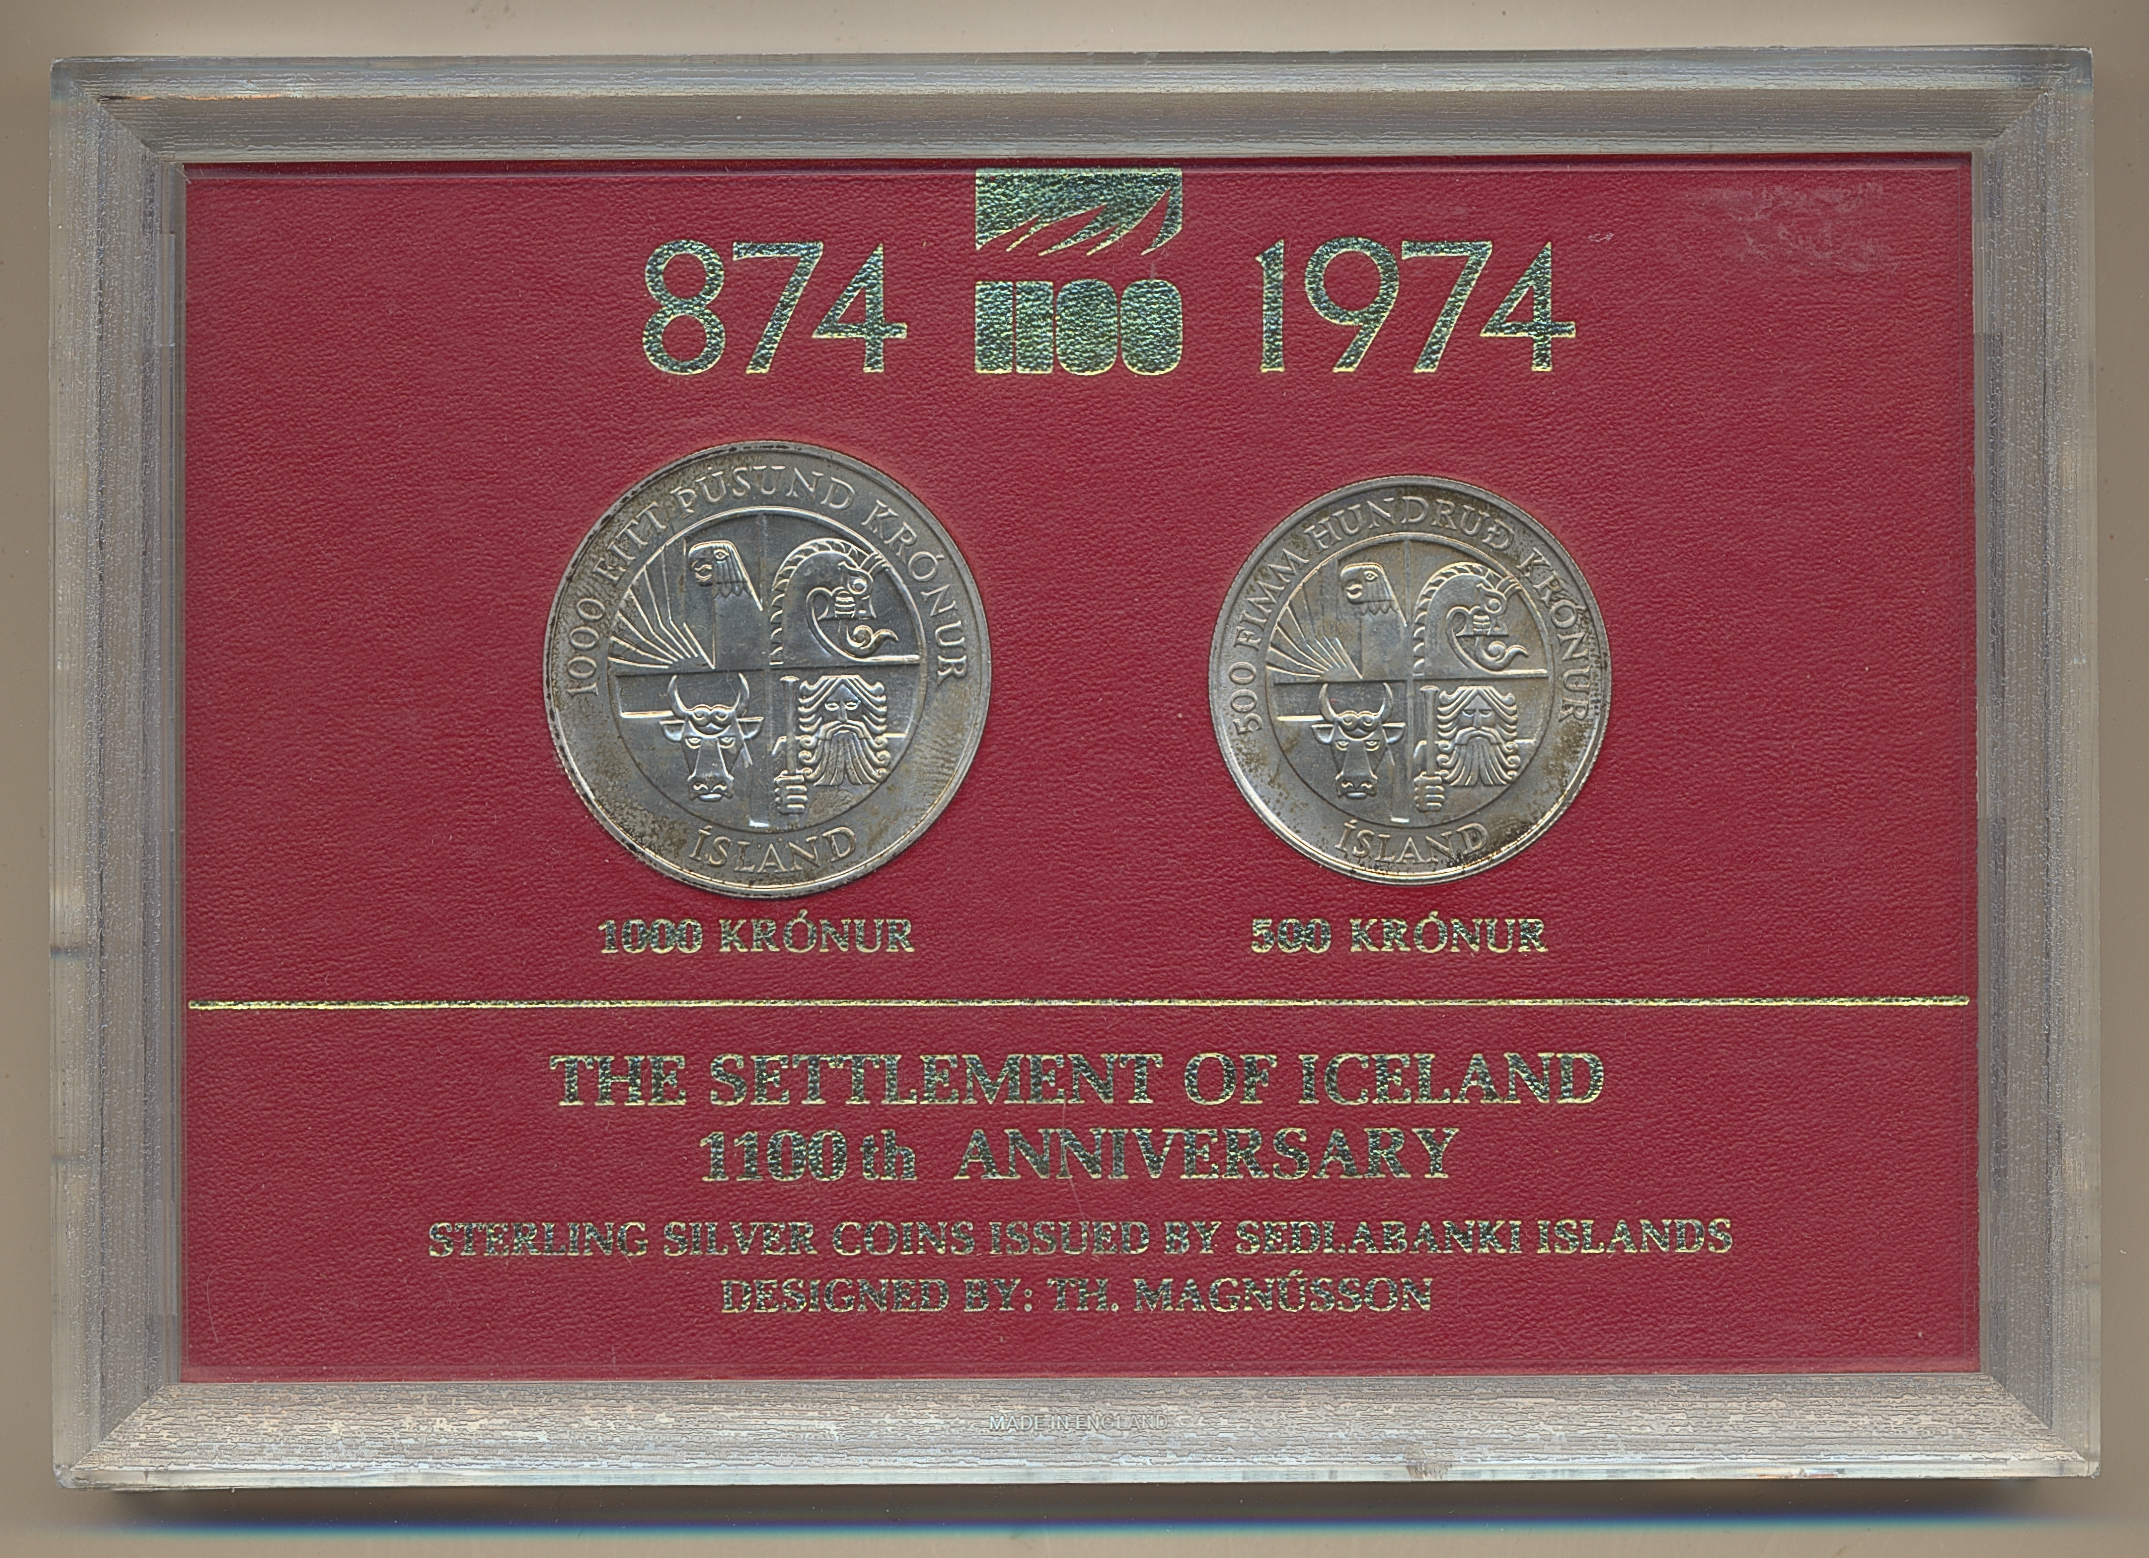 874 1100 1974
1000 EITT ÞÚSUND KRÓNUR
ÍSLAND
500 FIMM HUNDRUÐ KRÓNUR
ÍSLAND
1000 KRÓNUR 500 KRÓNUR
THE SETTLEMENT OF ICELAND
1100th ANNIVERSARY
STERLING SILVER COINS ISSUED BY SEDLABANKI ISLANDS
DESIGNED BY: TH. MAGNÚSSON
MADE IN ENGLAND